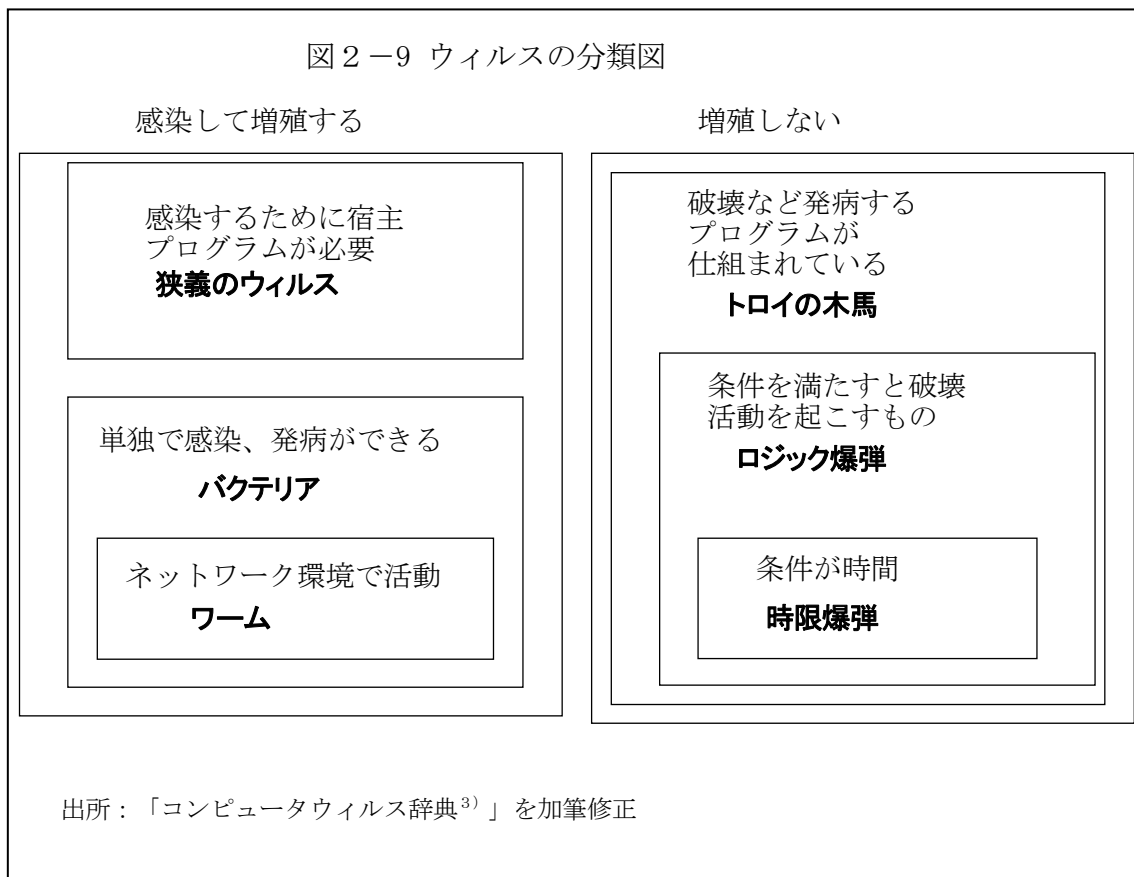 図2-9 ウィルスの分類図
感染して増殖する
感染するために宿主
プログラムが必要
狭義のウィルス
単独で感染、発病ができる
バクテリア
ネットワーク環境で活動
ワーム
増殖しない
破壊など発病する
プログラムが
仕組まれている
トロイの木馬
条件を満たすと破壊
活動を起こすもの
ロジック爆弾
条件が時間
時限爆弾
出所:「コンピュータウィルス辞典3)」を加筆修正